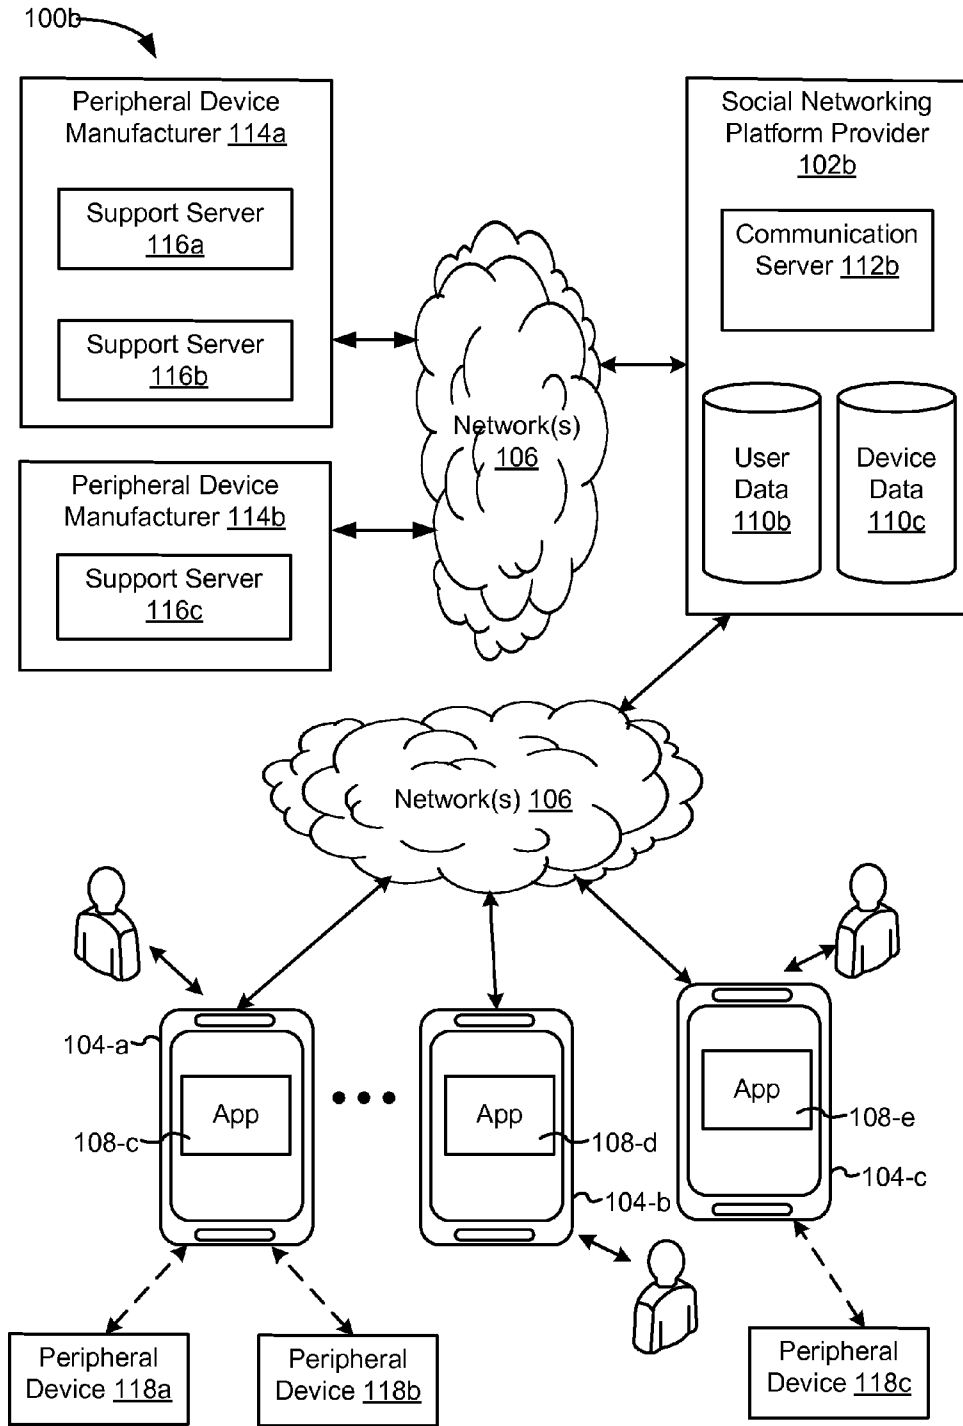 100b
Peripheral Device
Manufacturer 114a
Support Server
116a
Support Server
116b
Social Networking
Platform Provider
102b
Communication
Server 112b
User
Data
110b
Device
Data
110c
Network(s)
106
Peripheral Device
Manufacturer 114b
Support Server
116c
Network(s) 106
104-a
App
108-c
App
108-d
104-b
App
108-e
104-c
Peripheral
Device 118a
Peripheral
Device 118b
Peripheral
Device 118c